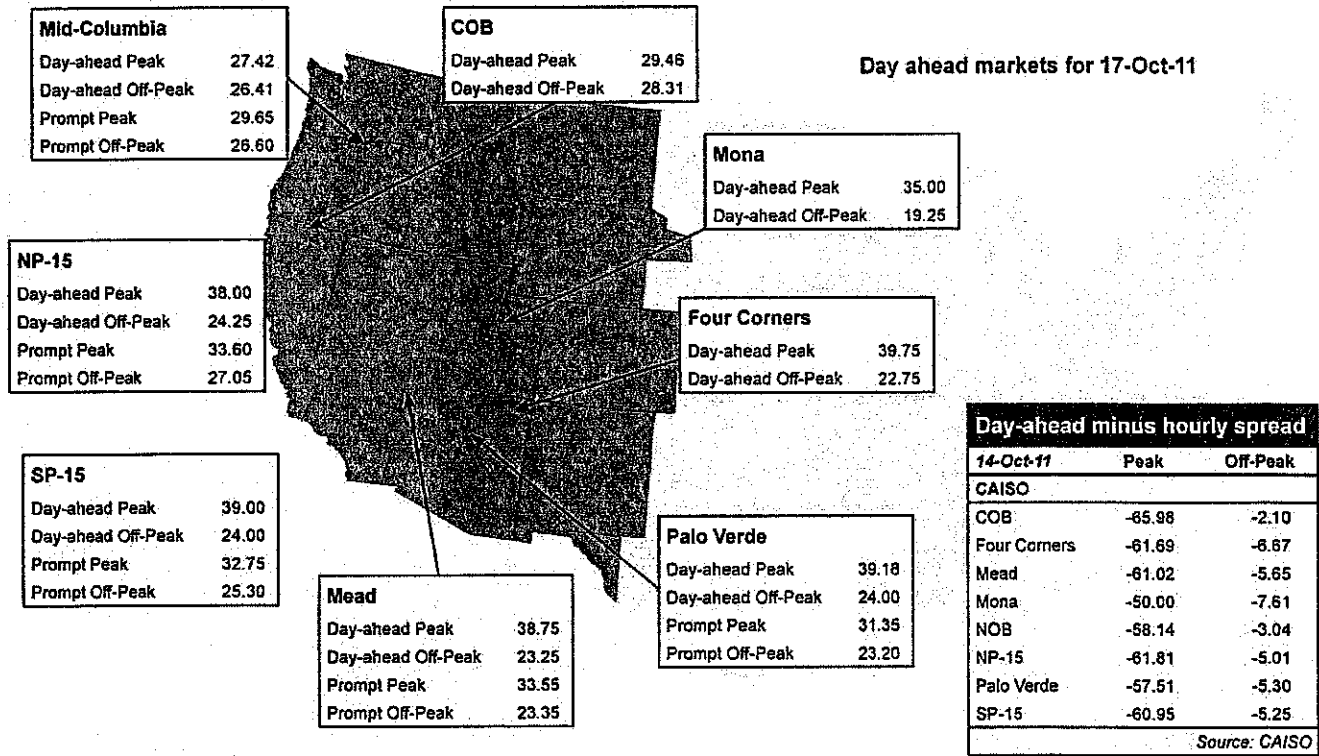 Day ahead markets for 17-Oct-11
Mid-Columbia
Day-ahead Peak 27.42
Day-ahead Off-Peak 26.41
Prompt Peak 29.65
Prompt Off-Peak 26.60
COB
Day-ahead Peak 29.46
Day-ahead Off-Peak 28.31
Mona
Day-ahead Peak 35.00
Day-ahead Off-Peak 19.25
NP-15
Day-ahead Peak 38.00
Day-ahead Off-Peak 24.25
Prompt Peak 33.60
Prompt Off-Peak 27.05
Four Corners
Day-ahead Peak 39.75
Day-ahead Off-Peak 22.75
SP-15
Day-ahead Peak 39.00
Day-ahead Off-Peak 24.00
Prompt Peak 32.75
Prompt Off-Peak 25.30
Mead
Day-ahead Peak 38.75
Day-ahead Off-Peak 23.25
Prompt Peak 33.55
Prompt Off-Peak 23.35
Palo Verde
Day-ahead Peak 39.18
Day-ahead Off-Peak 24.00
Prompt Peak 31.35
Prompt Off-Peak 23.20
Day-ahead minus hourly spread
14-Oct-11 Peak Off-Peak
CAISO
COB -65.98 -2.10
Four Corners -61.69 -6.67
Mead -61.02 -5.65
Mona -50.00 -7.61
NOB -58.14 -3.04
NP-15 -61.81 -5.01
Palo Verde -57.51 -5.30
SP-15 -60.95 -5.25
Source: CAISO